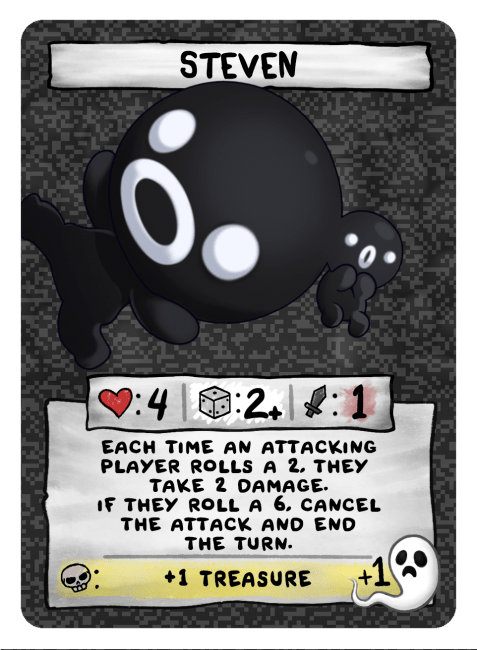 STEVEN
:4 :2+ :1
EACH TIME AN ATTACKING
PLAYER ROLLS A 2, THEY
TAKE 2 DAMAGE.
IF THEY ROLL A 6, CANCEL
THE ATTACK AND END
THE TURN.
: +1 TREASURE +1